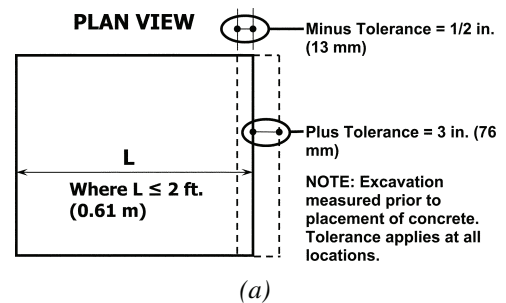 PLAN VIEW
Minus Tolerance = 1/2 in.
(13 mm)
Plus Tolerance = 3 in. (76
mm)
L
Where L ≤ 2 ft.
(0.61 m)
NOTE: Excavation
measured prior to
placement of concrete.
Tolerance applies at all
locations.
(a)